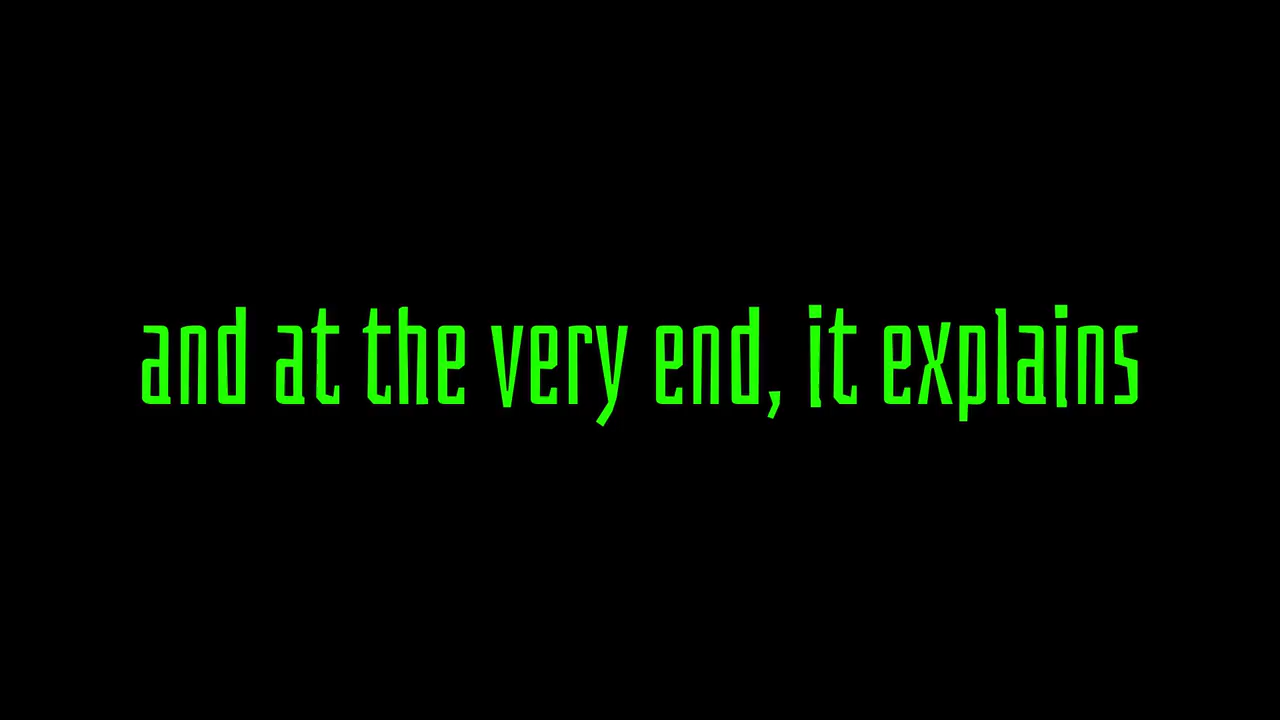 and at the very end, it explains